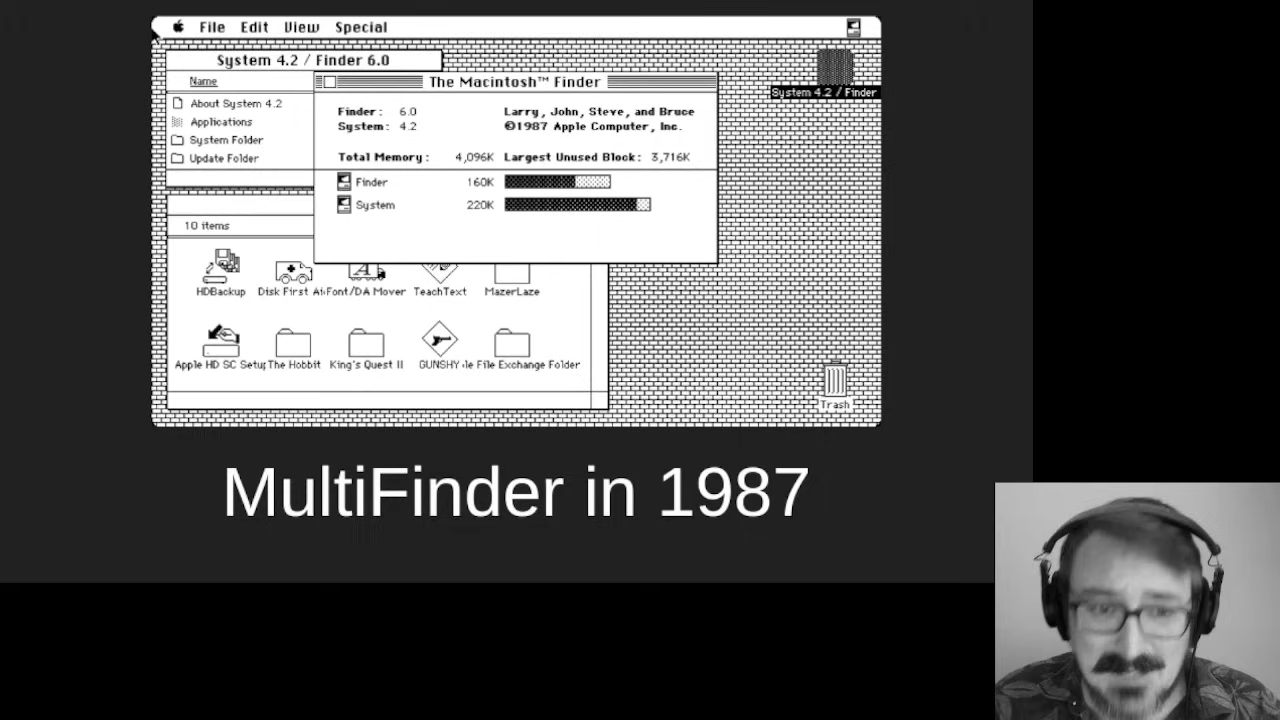 File Edit View Special
System 4.2 / Finder 6.0
Name
About System 4.2
Applications
System Folder
Update Folder
The Macintosh™ Finder
Finder: 6.0
Larry, John, Steve, and Bruce
System: 4.2
©1987 Apple Computer, Inc.
Total Memory: 4,096K
Largest Unused Block: 3,716K
Finder 160K
System 220K
System 4.2 / Finder
10 items
HDBackup
Disk First Ai
Font/DA Mover
TeachText
MazerLaze
Apple HD SC Setup
The Hobbit
King's Quest II
GUNSHY
le File Exchange Folder
Trash
MultiFinder in 1987